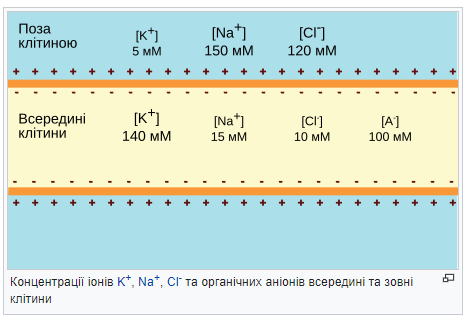 Поза клітиною
[K⁺] 5 мМ
[Na⁺] 150 мМ
[Cl⁻] 120 мМ
+ + + + + + + + + + + + + + + + + + + + + + + +
- - - - - - - - - - - - - - - - - - - - - - - -
Всередині клітини
[K⁺] 140 мМ
[Na⁺] 15 мМ
[Cl⁻] 10 мМ
[A⁻] 100 мМ
- - - - - - - - - - - - - - - - - - - - - - - -
+ + + + + + + + + + + + + + + + + + + + + + + +
Концентрації іонів K⁺, Na⁺, Cl⁻ та органічних аніонів всередині та зовні
клітини